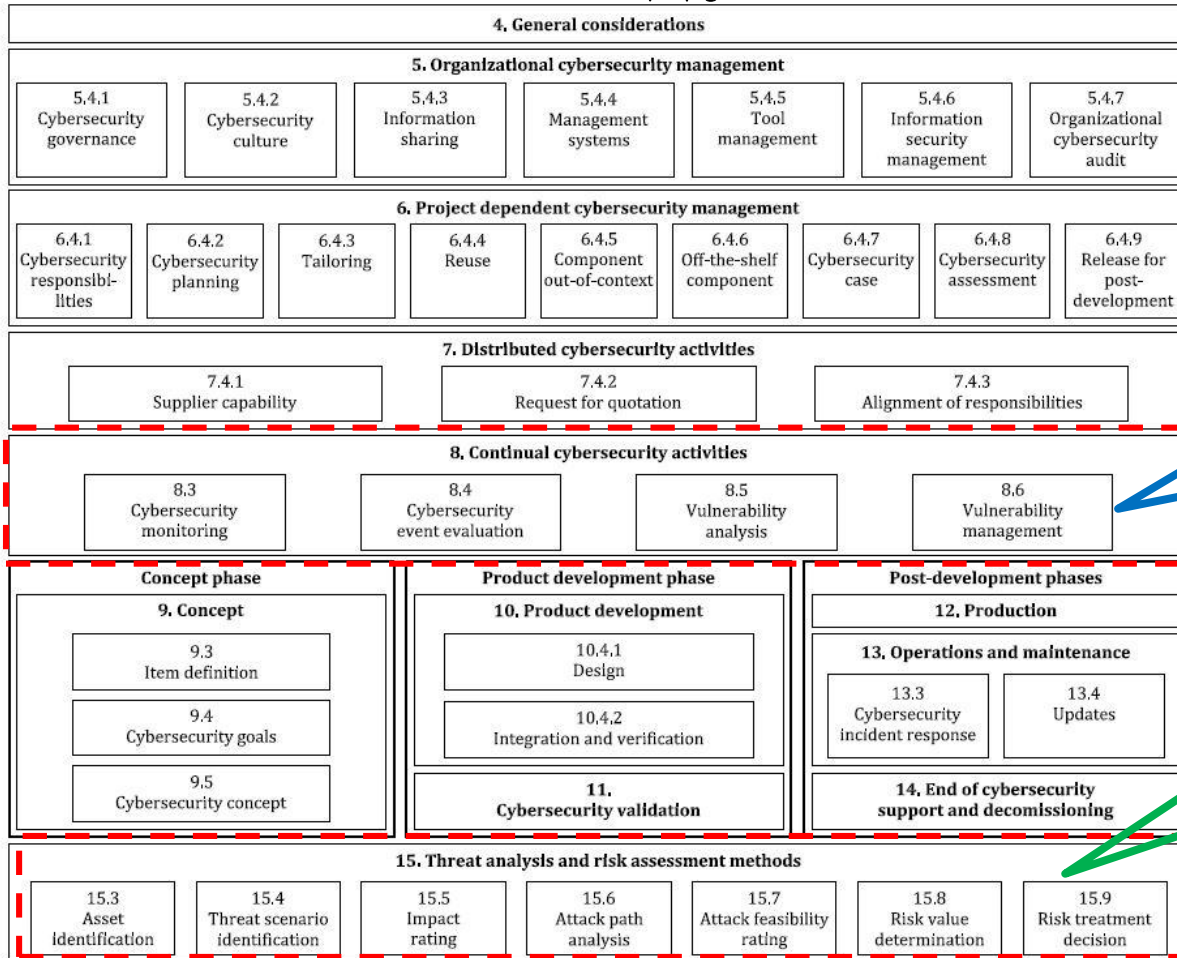 4. General considerations
5. Organizational cybersecurity management
5.4.1
Cybersecurity
governance
5.4.2
Cybersecurity
culture
5.4.3
Information
sharing
5.4.4
Management
systems
5.4.5
Tool
management
5.4.6
Information
security
management
5.4.7
Organizational
cybersecurity
audit
6. Project dependent cybersecurity management
6.4.1
Cybersecurity
responsibi-
lities
6.4.2
Cybersecurity
planning
6.4.3
Tailoring
6.4.4
Reuse
6.4.5
Component
out-of-context
6.4.6
Off-the-shelf
component
6.4.7
Cybersecurity
case
6.4.8
Cybersecurity
assessment
6.4.9
Release for
post-
development
7. Distributed cybersecurity activities
7.4.1
Supplier capability
7.4.2
Request for quotation
7.4.3
Alignment of responsibilities
8. Continual cybersecurity activities
8.3
Cybersecurity
monitoring
8.4
Cybersecurity
event evaluation
8.5
Vulnerability
analysis
8.6
Vulnerability
management
Concept phase
9. Concept
9.3
Item definition
9.4
Cybersecurity goals
9.5
Cybersecurity concept
Product development phase
10. Product development
10.4.1
Design
10.4.2
Integration and verification
11.
Cybersecurity validation
Post-development phases
12. Production
13. Operations and maintenance
13.3
Cybersecurity
incident response
13.4
Updates
14. End of cybersecurity
support and decomissioning
15. Threat analysis and risk assessment methods
15.3
Asset
identification
15.4
Threat scenario
identification
15.5
Impact
rating
15.6
Attack path
analysis
15.7
Attack feasibility
rating
15.8
Risk value
determination
15.9
Risk treatment
decision